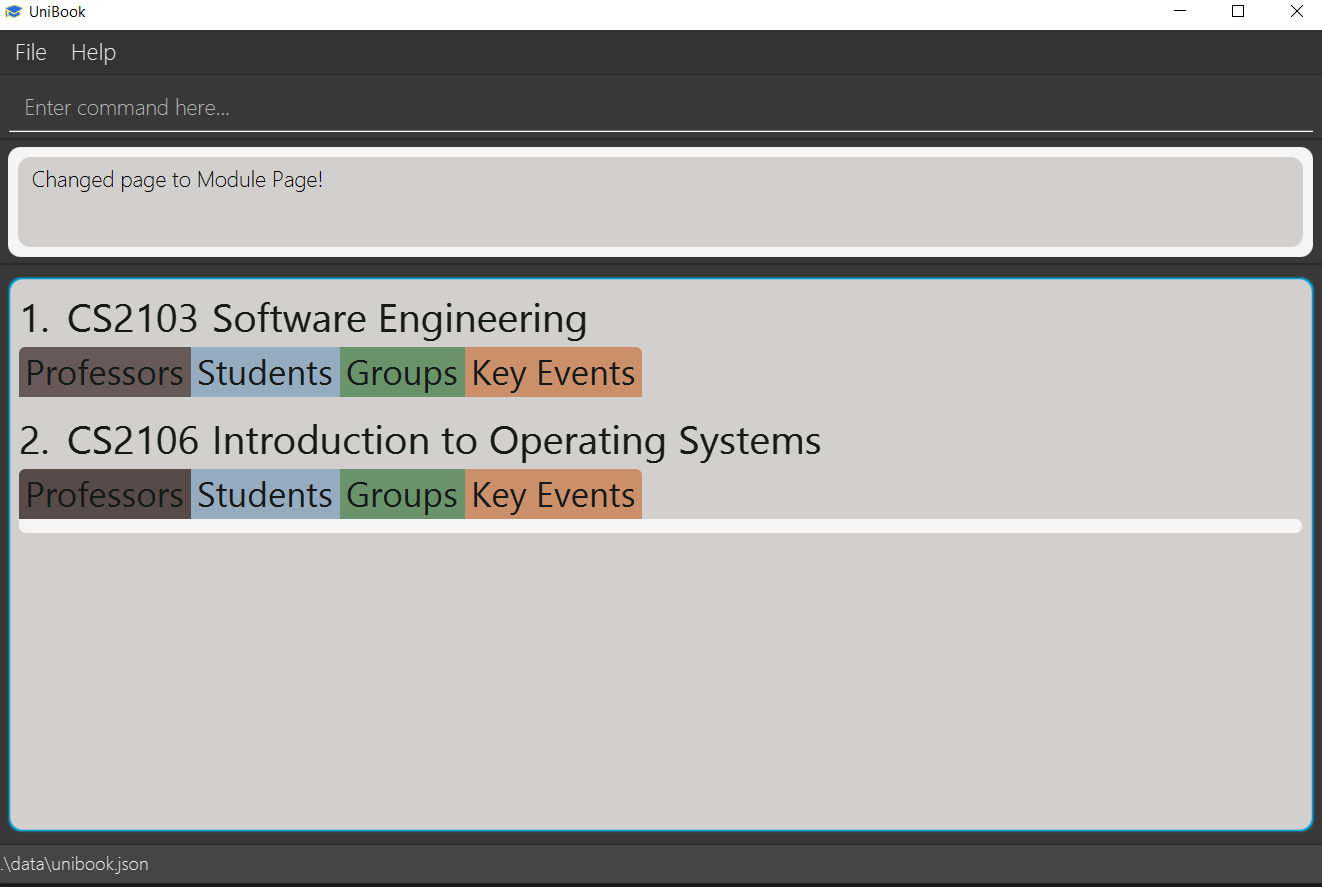 UniBook
File Help
Enter command here...
Changed page to Module Page!
1. CS2103 Software Engineering
Professors Students Groups Key Events
2. CS2106 Introduction to Operating Systems
Professors Students Groups Key Events
.\data\unibook.json